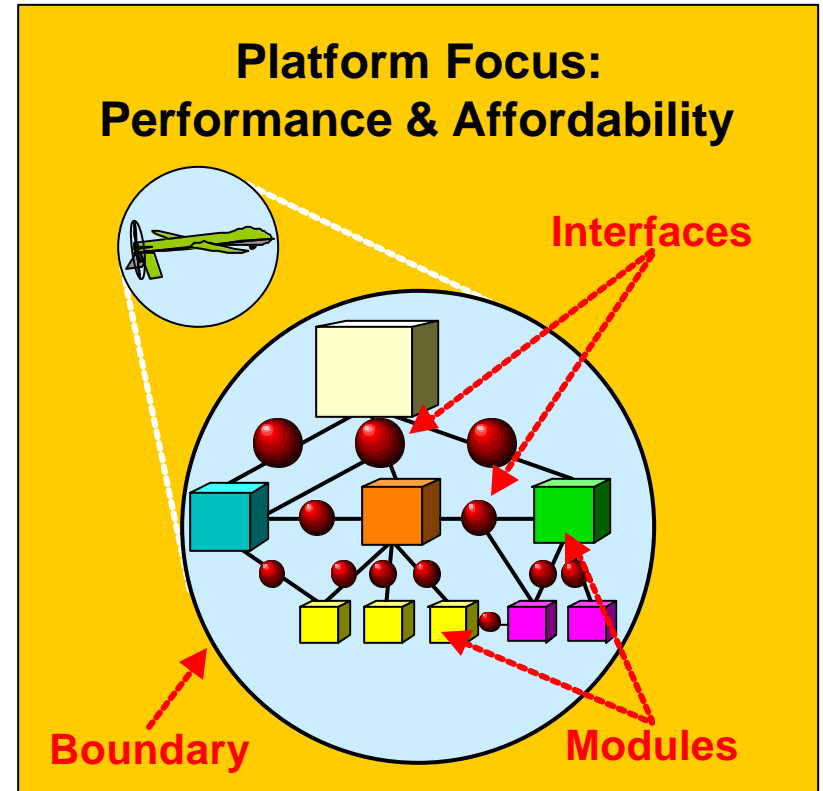 Platform Focus:
Performance & Affordability
Interfaces
Boundary
Modules